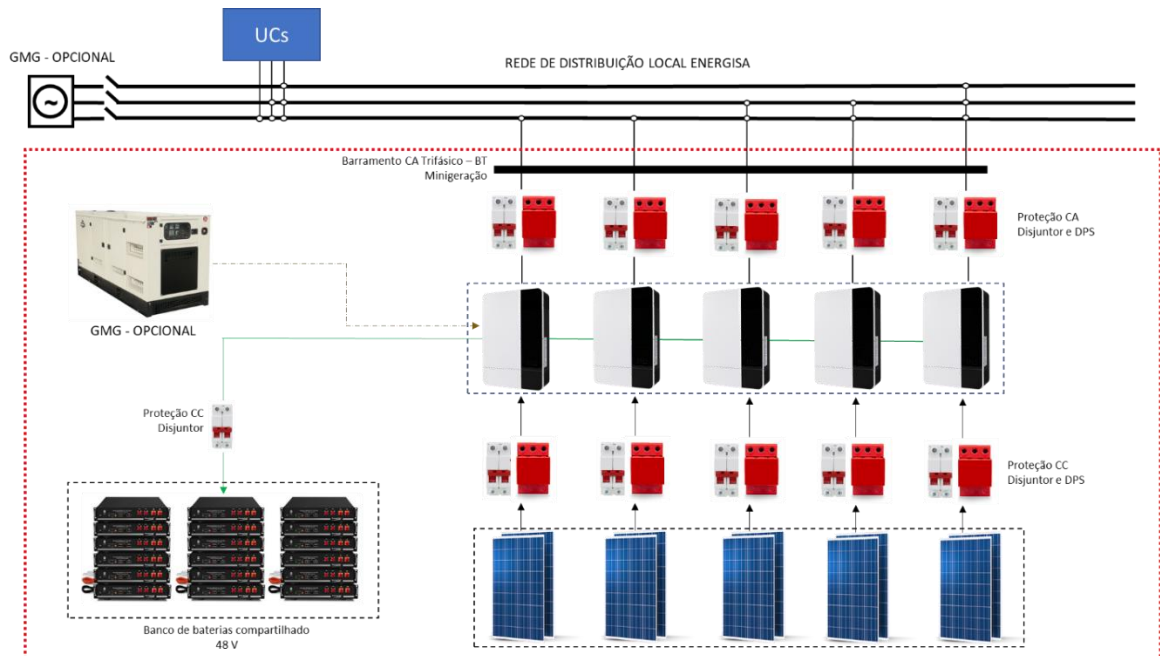 UCs
GMG - OPCIONAL
REDE DE DISTRIBUIÇÃO LOCAL ENERGISA
Barramento CA Trifásico – BT
Minigeração
Proteção CA
Disjuntor e DPS
GMG - OPCIONAL
Proteção CC
Disjuntor
Proteção CC
Disjuntor e DPS
Banco de baterias compartilhado
48 V